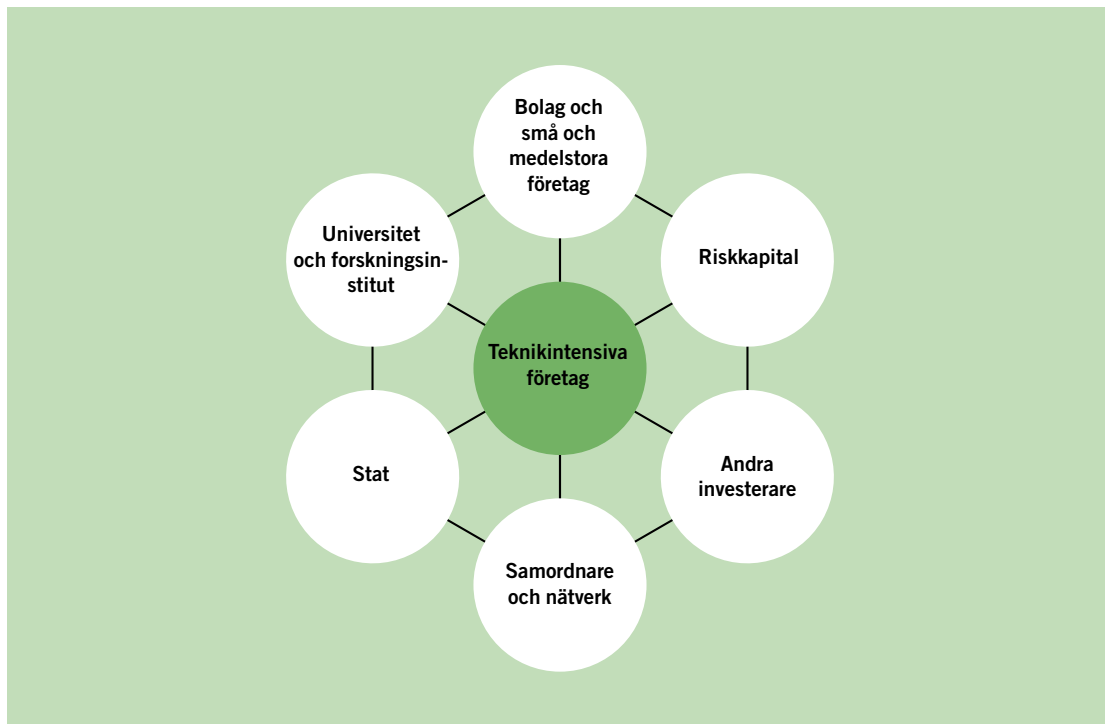 Bolag och
små och
medelstora
företag
Universitet
och forskningsin-
stitut
Riskkapital
Teknikintensiva
företag
Stat
Andra
investerare
Samordnare
och nätverk